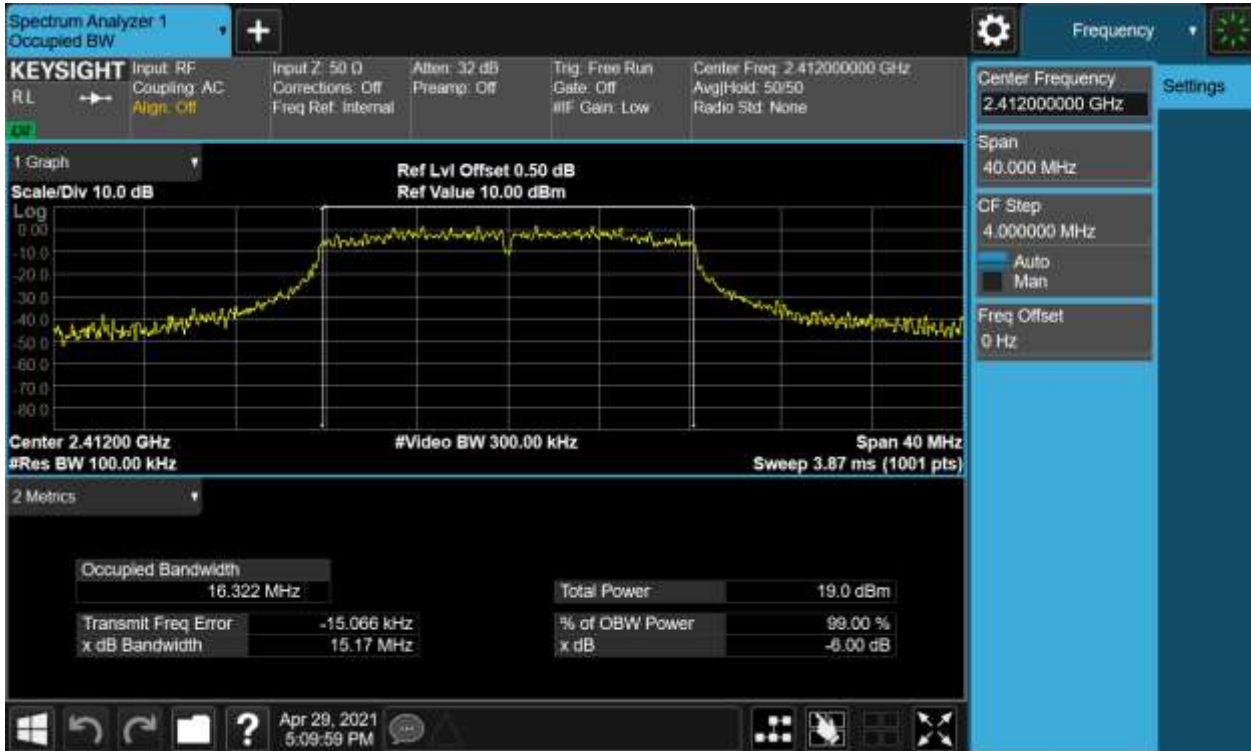 Spectrum Analyzer 1
Occupied BW
+
Frequency
KEYSIGHT
RL
Input: RF
Coupling: AC
Align: Off
Input Z: 50 Ω
Corrections: Off
Freq Ref: Internal
Atten: 32 dB
Preamp: Off
Trig: Free Run
Gate: Off
#IF Gain: Low
Center Freq: 2.412000000 GHz
Avg|Hold: 50/50
Radio Std: None
Center Frequency
2.412000000 GHz
Settings
Span
40.000 MHz
CF Step
4.000000 MHz
Auto
Man
Freq Offset
0 Hz
1 Graph
Scale/Div 10.0 dB
Ref Lvl Offset 0.50 dB
Ref Value 10.00 dBm
Log
0.00
-10.0
-20.0
-30.0
-40.0
-50.0
-60.0
-70.0
-80.0
Center 2.41200 GHz
#Video BW 300.00 kHz
Span 40 MHz
#Res BW 100.00 kHz
Sweep 3.87 ms (1001 pts)
2 Metrics
Occupied Bandwidth
16.322 MHz
Total Power 19.0 dBm
Transmit Freq Error -15.066 kHz
% of OBW Power 99.00 %
x dB Bandwidth 15.17 MHz
x dB -6.00 dB
?
Apr 29, 2021
5:09:59 PM